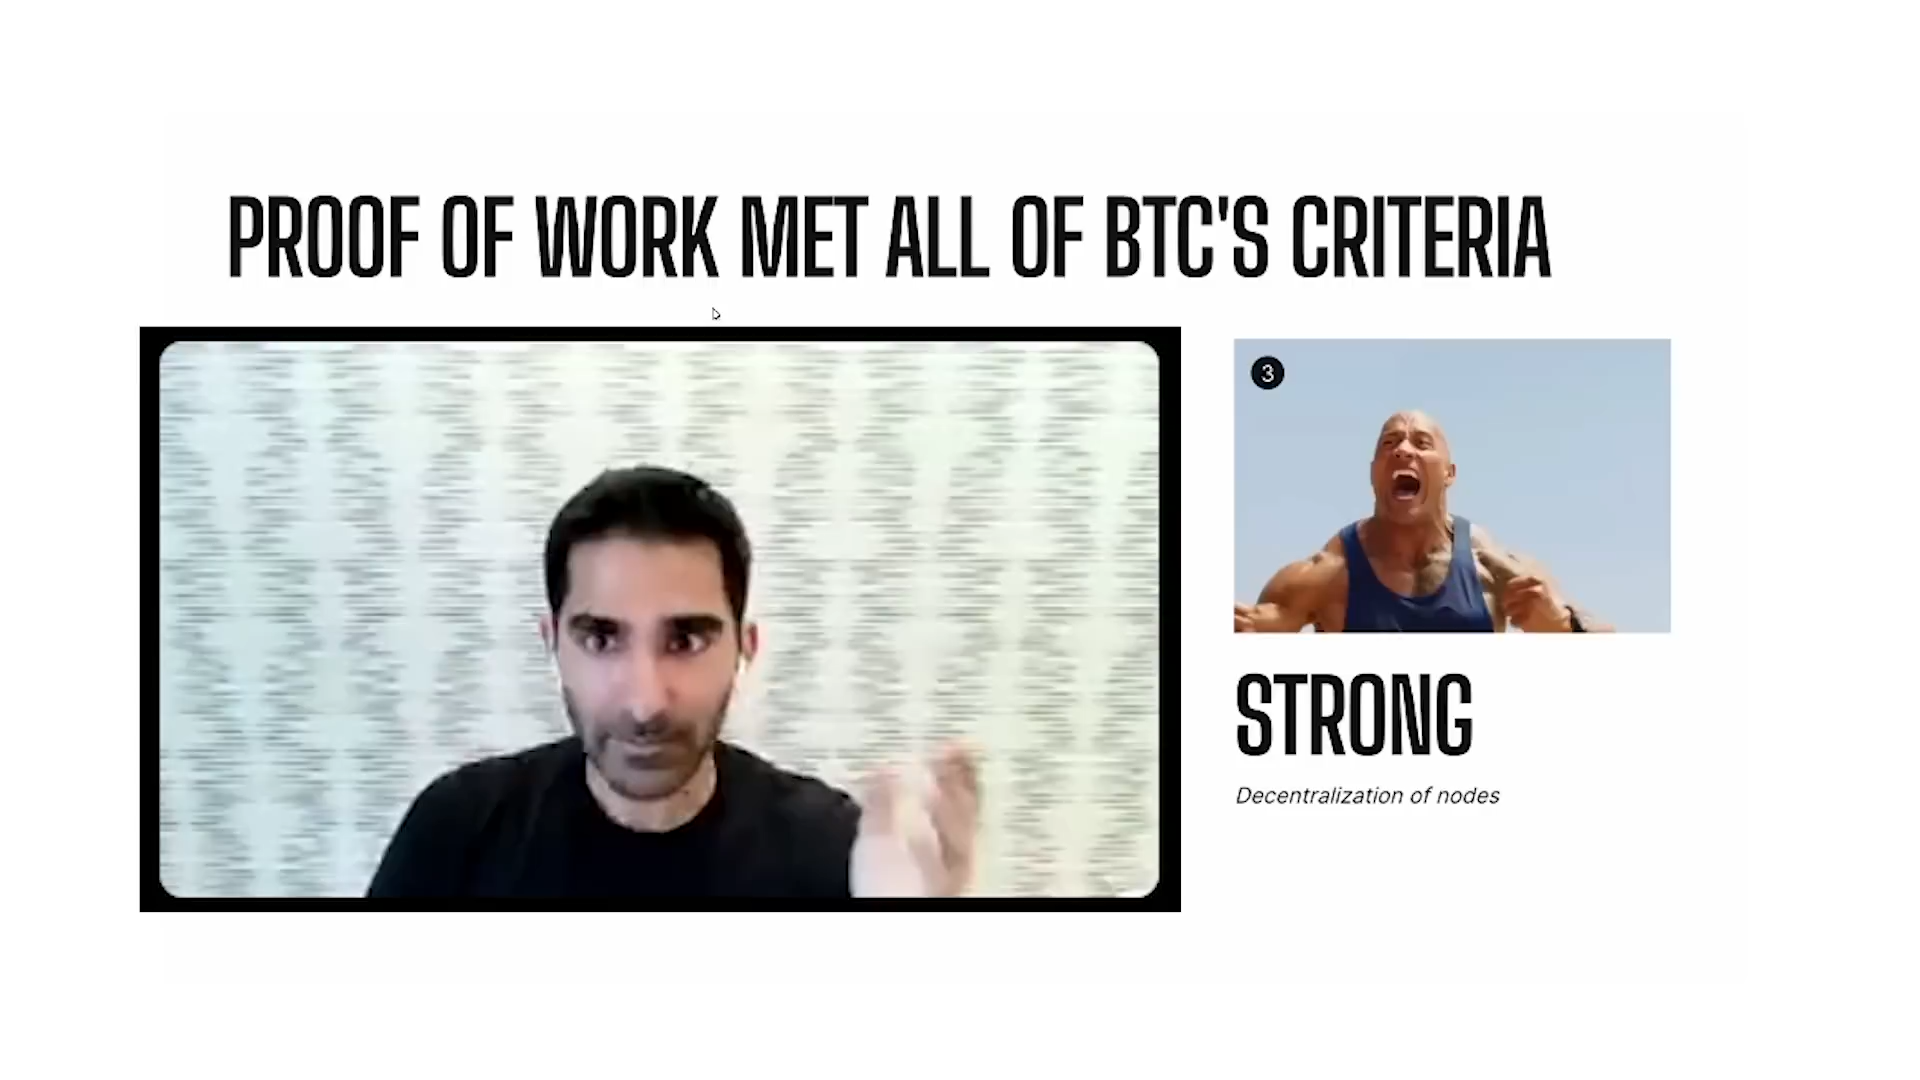 PROOF OF WORK MET ALL OF BTC'S CRITERIA
3
STRONG
Decentralization of nodes